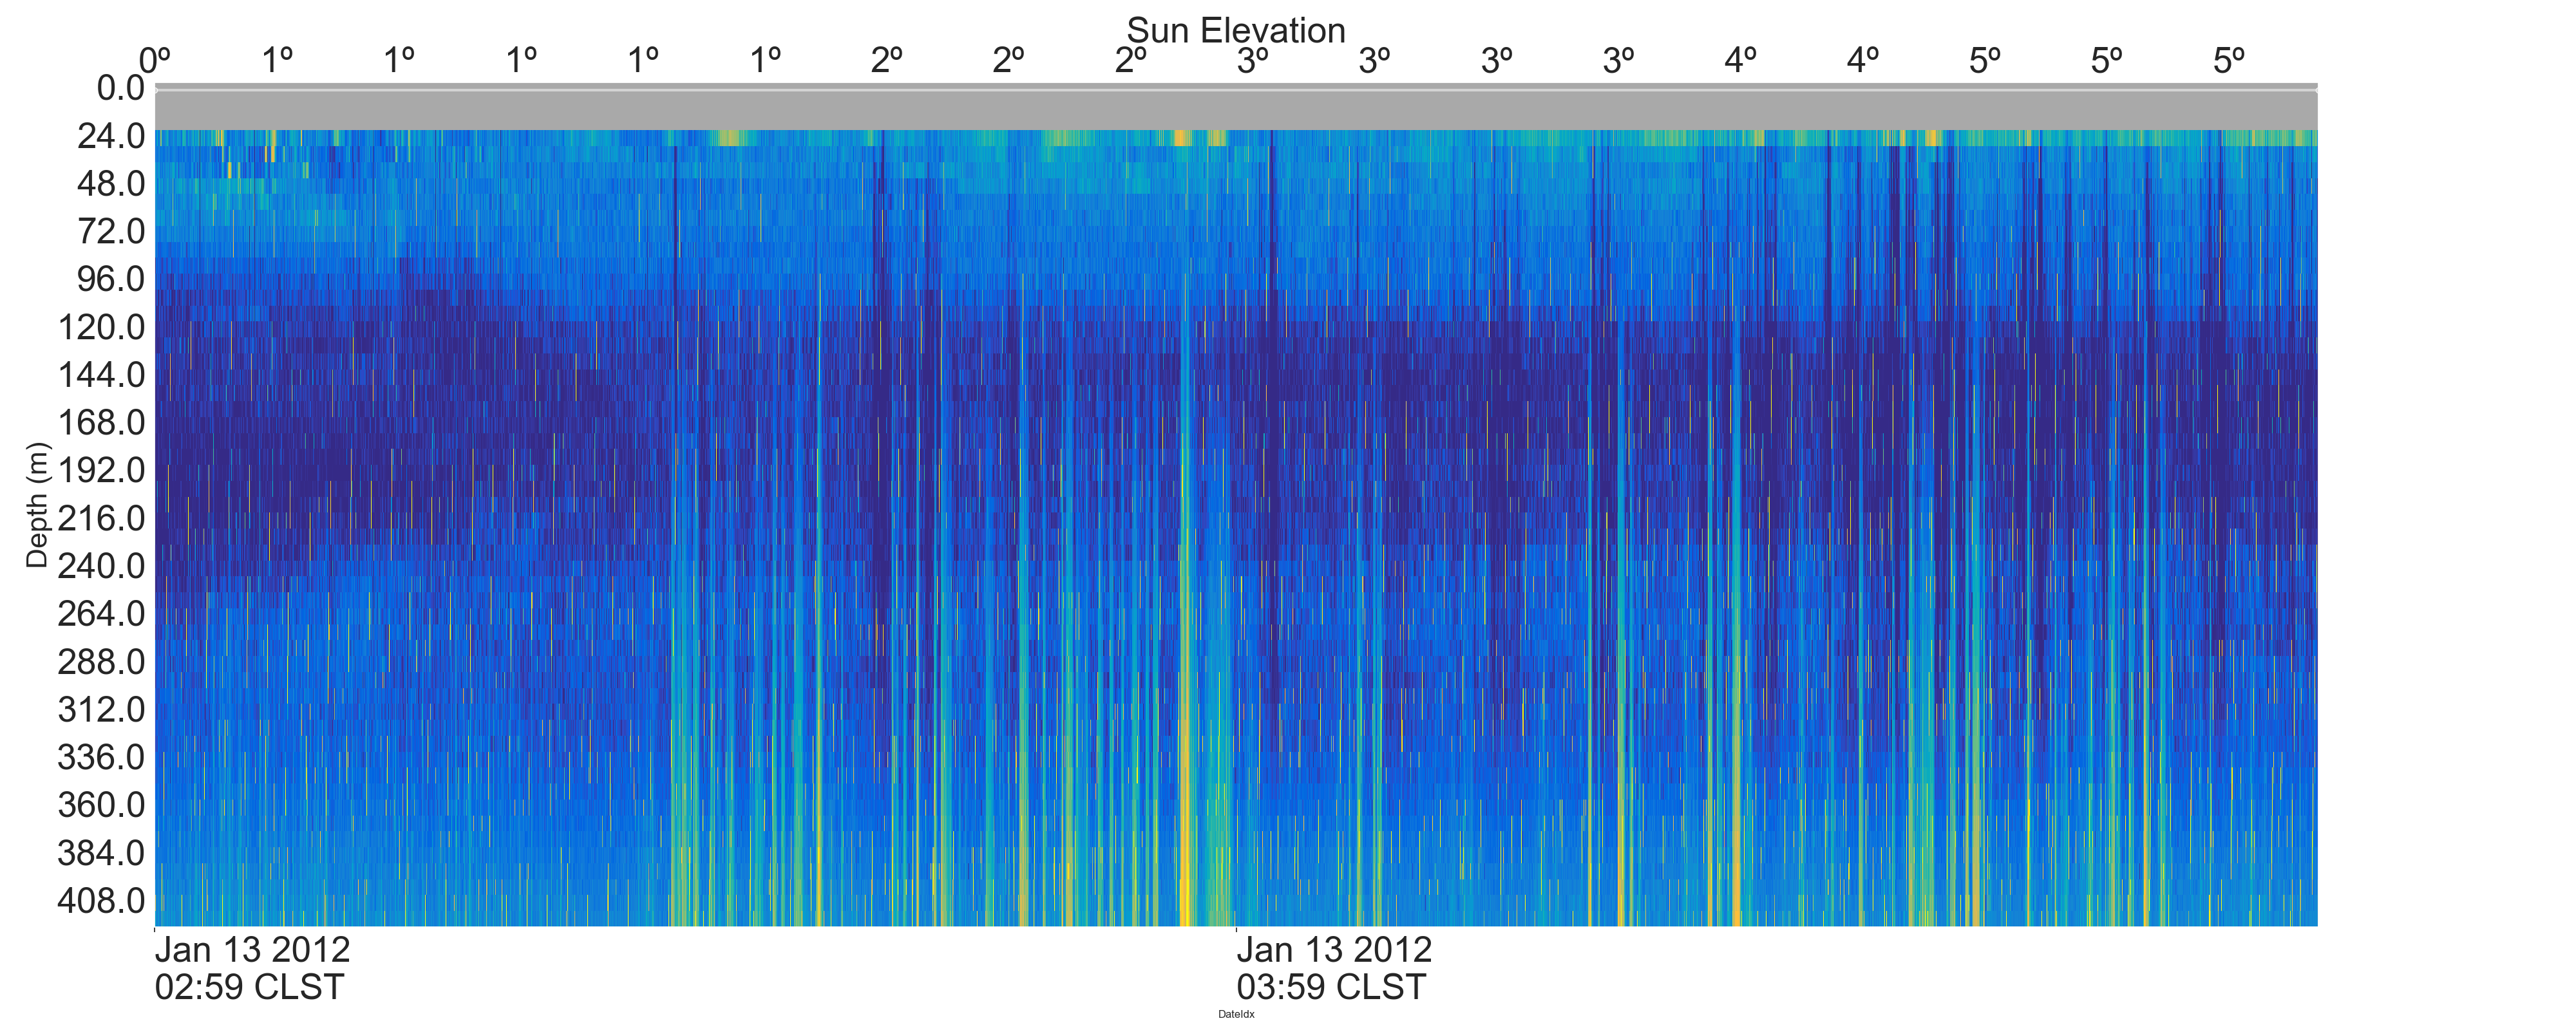 Sun Elevation
0º 1º 1º 1º 1º 1º 2º 2º 2º 3º 3º 3º 3º 4º 4º 5º 5º 5º
0.0
24.0
48.0
72.0
96.0
120.0
144.0
168.0
192.0
216.0
240.0
264.0
288.0
312.0
336.0
360.0
384.0
408.0
Depth (m)
Jan 13 2012
02:59 CLST
Jan 13 2012
03:59 CLST
DateIdx